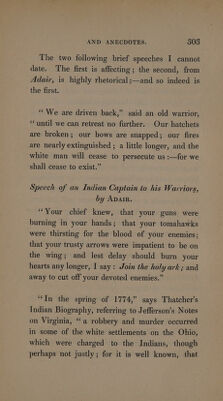 AND ANECDOTES. 303
The two following brief speeches I cannot
date. The first is affecting; the second, from
Adair, is highly rhetorical;—and so indeed is
the first.
“ We are driven back,” said an old warrior,
“ until we can retreat no further. Our hatchets
are broken; our bows are snapped; our fires
are nearly extinguished; a little longer, and the
white man will cease to persecute us :—for we
shall cease to exist.”
Speech of an Indian Captain to his Warriors,
by ADAIR.
“ Your chief knew, that your guns were
burning in your hands; that your tomahawks
were thirsting for the blood of your enemies;
that your trusty arrows were impatient to be on
the wing; and lest delay should burn your
hearts any longer, I say : Join the holy ark; and
away to cut off your devoted enemies.”
“ In the spring of 1774,” says Thatcher's
Indian Biography, referring to Jefferson's Notes
on Virginia, “ a robbery and murder occurred
in some of the white settlements on the Ohio,
which were charged to the Indians, though
perhaps not justly; for it is well known, that